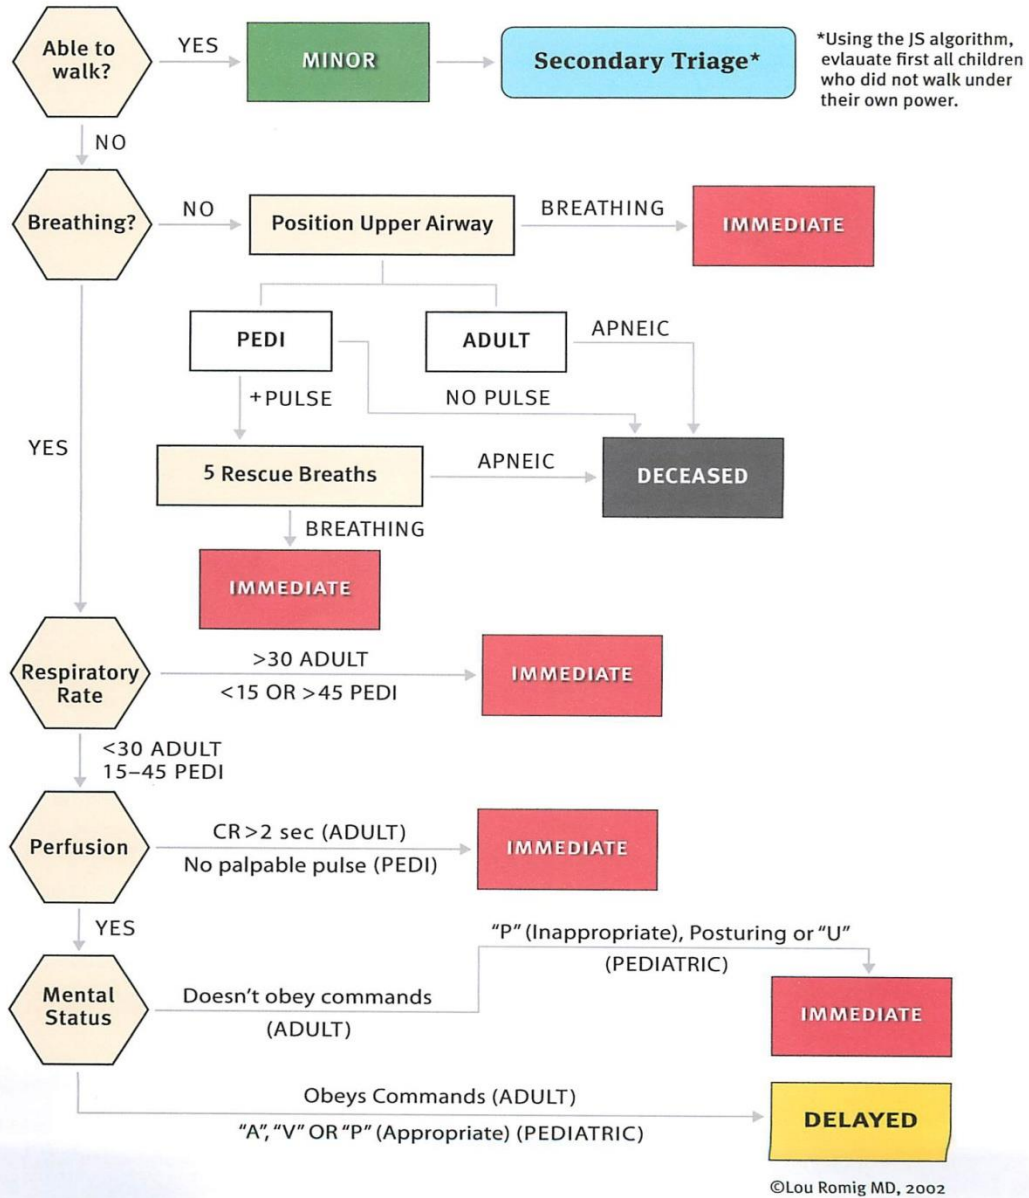 Able to
walk?
YES
MINOR
Secondary Triage*
*Using the JS algorithm,
evlauate first all children
who did not walk under
their own power.
NO
Breathing?
NO
Position Upper Airway
BREATHING
IMMEDIATE
PEDI
ADULT
APNEIC
+PULSE
NO PULSE
YES
5 Rescue Breaths
APNEIC
DECEASED
BREATHING
IMMEDIATE
Respiratory
Rate
>30 ADULT
<15 OR >45 PEDI
IMMEDIATE
<30 ADULT
15–45 PEDI
Perfusion
CR>2 sec (ADULT)
No palpable pulse (PEDI)
IMMEDIATE
YES
Mental
Status
Doesn't obey commands
(ADULT)
"P" (Inappropriate), Posturing or "U"
(PEDIATRIC)
IMMEDIATE
Obeys Commands (ADULT)
"A", "V" OR "P" (Appropriate) (PEDIATRIC)
DELAYED
©Lou Romig MD, 2002